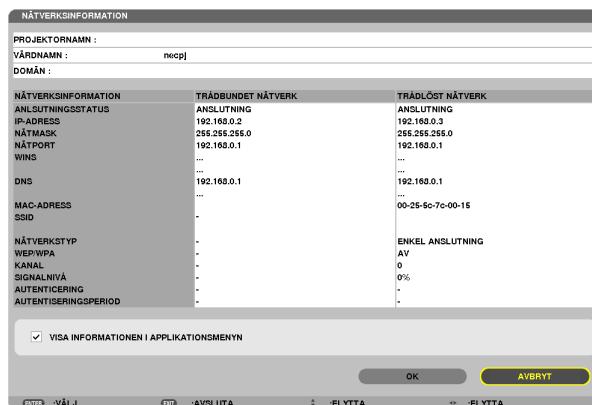 NÄTVERKSINFORMATION
PROJEKTORNAMN :
VÄRDNAMN : necpj
DOMÄN :
NÄTVERKSINFORMATION TRÅDBUNDET NÄTVERK TRÅDLÖST NÄTVERK
ANLSUTNINGSSTATUS ANSLUTNING ANSLUTNING
IP-ADRESS 192.168.0.2 192.168.0.3
NÄTMASK 255.255.255.0 255.255.255.0
NÄTPORT 192.168.0.1 192.168.0.1
WINS ... ...
... ...
DNS 192.168.0.1 192.168.0.1
... ...
MAC-ADRESS 00-25-5c-7c-00-15
SSID -
NÄTVERKSTYP - ENKEL ANSLUTNING
WEP/WPA - AV
KANAL - 0
SIGNALNIVÅ - 0%
AUTENTICERING - -
AUTENTISERINGSPERIOD - -
VISA INFORMATIONEN I APPLIKATIONSMENYN
OK AVBRYT
ENTER :VÄLJ EXIT :AVSLUTA :FLYTTA :FLYTTA